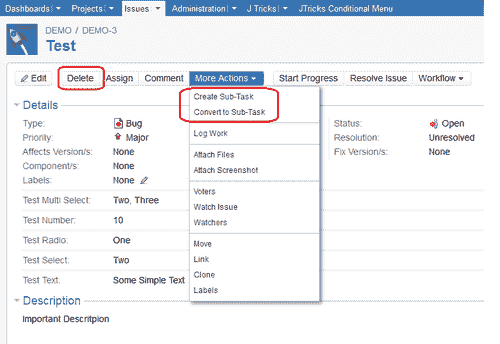 Dashboards Projects Issues Administration J Tricks JTricks Conditional Menu
DEMO / DEMO-3
Test
Edit Delete Assign Comment More Actions Start Progress Resolve Issue Workflow
Create Sub-Task
Convert to Sub-Task
Log Work
Attach Files
Attach Screenshot
Voters
Watch Issue
Watchers
Move
Link
Clone
Labels
Details
Type: Bug
Priority: Major
Affects Version/s: None
Component/s: None
Labels: None
Test Multi Select: Two, Three
Test Number: 10
Test Radio: One
Test Select: Two
Test Text: Some Simple Text
Status: Open
Resolution: Unresolved
Fix Version/s: None
Description
Important Descritpion